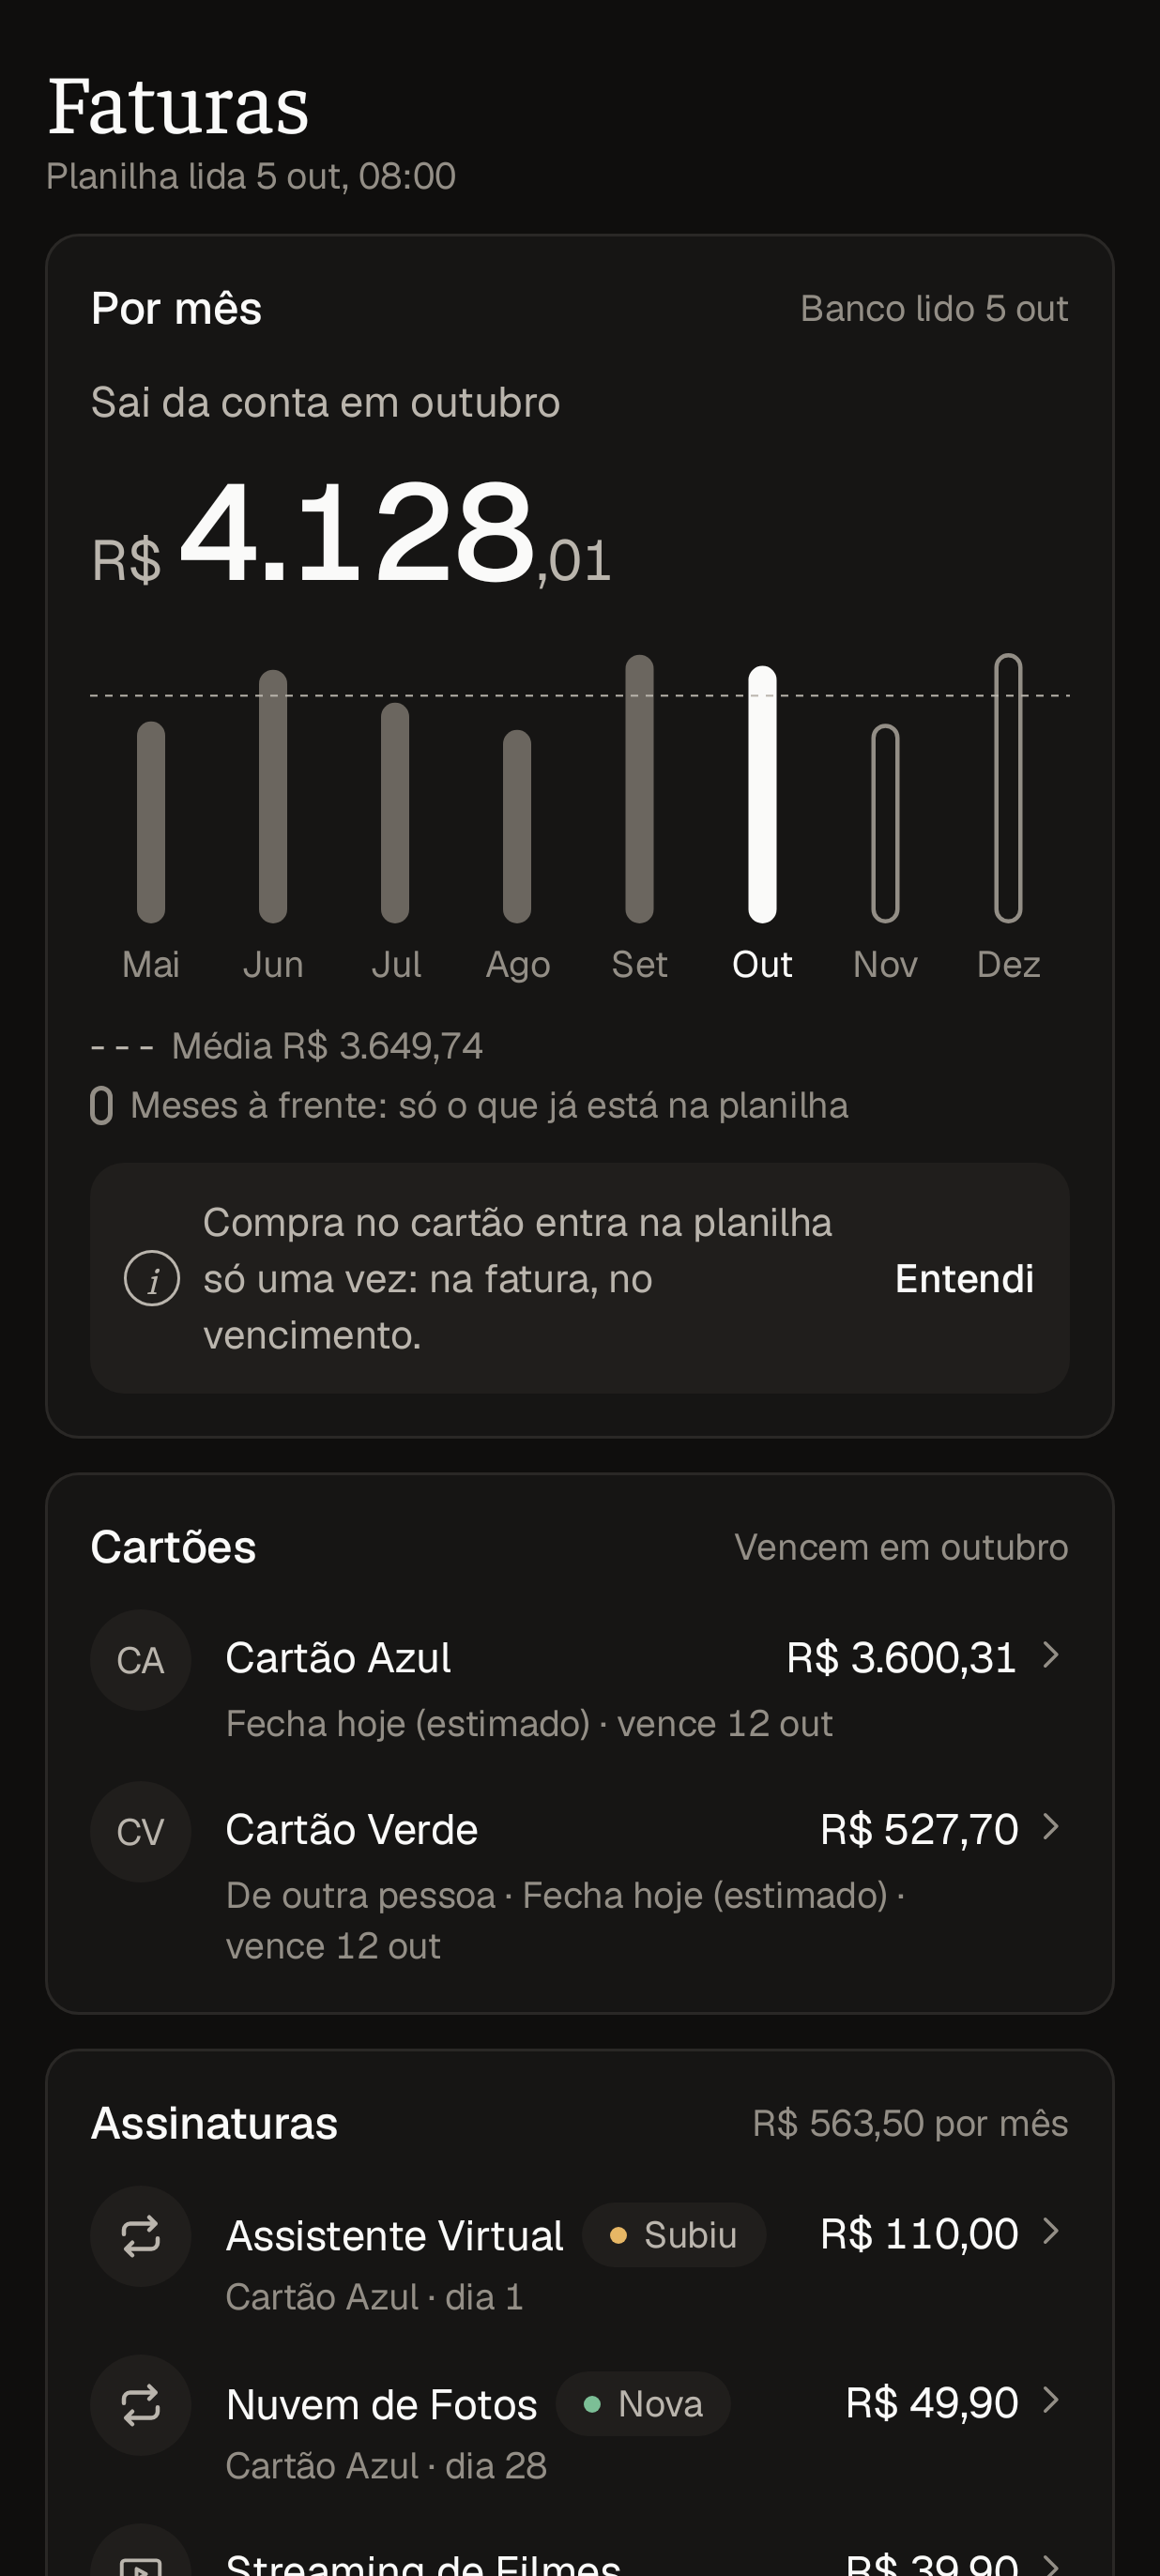 Faturas
Planilha lida 5 out, 08:00
Por mês
Banco lido 5 out
Sai da conta em outubro
R$ 4.128,01
Mai Jun Jul Ago Set Out Nov Dez
--- Média R$ 3.649,74
Meses à frente: só o que já está na planilha
Compra no cartão entra na planilha
só uma vez: na fatura, no
vencimento.
Entendi
Cartões
Vencem em outubro
CA
Cartão Azul
R$ 3.600,31
Fecha hoje (estimado) · vence 12 out
CV
Cartão Verde
R$ 527,70
De outra pessoa · Fecha hoje (estimado) ·
vence 12 out
Assinaturas
R$ 563,50 por mês
Assistente Virtual
Subiu
R$ 110,00
Cartão Azul · dia 1
Nuvem de Fotos
Nova
R$ 49,90
Cartão Azul · dia 28
Streaming de Filmes
R$ 39,90